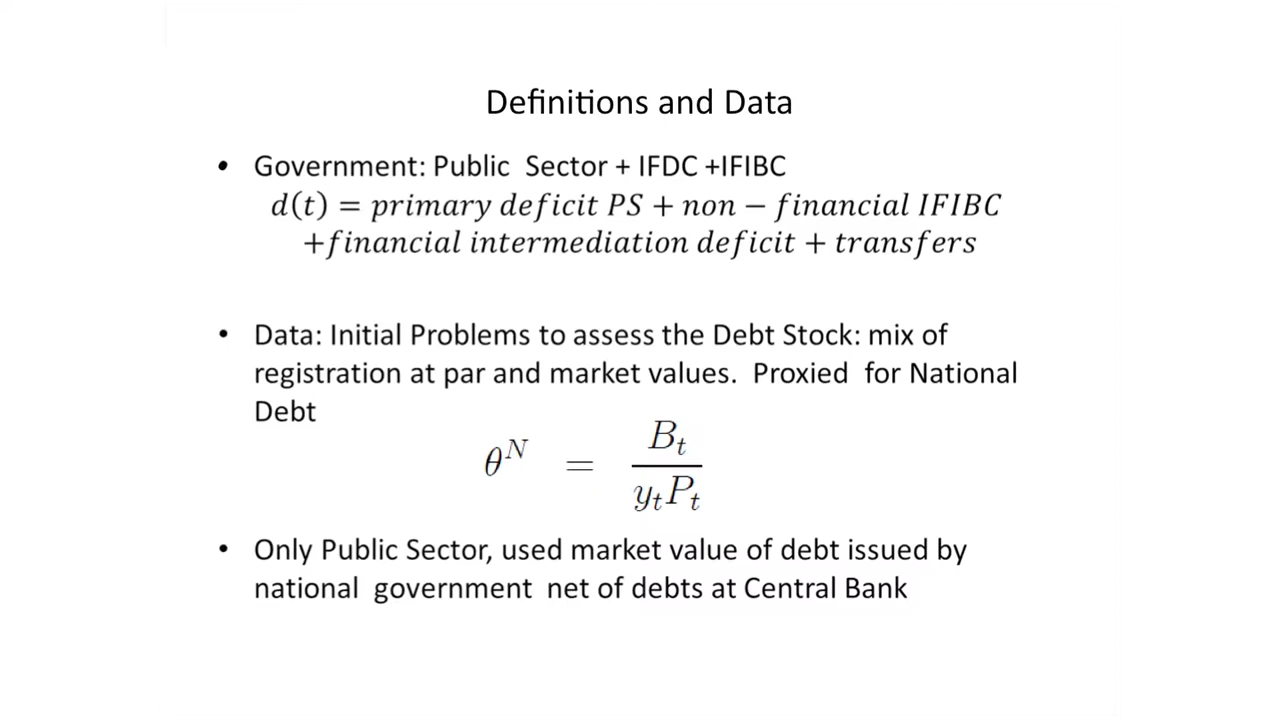 Definitions and Data
• Government: Public Sector + IFDC +IFIBC
d(t) = primary deficit PS + non − financial IFIBC
+financial intermediation deficit + transfers
• Data: Initial Problems to assess the Debt Stock: mix of
registration at par and market values. Proxied for National
Debt
θ^N = B_t / y_t P_t
• Only Public Sector, used market value of debt issued by
national government net of debts at Central Bank